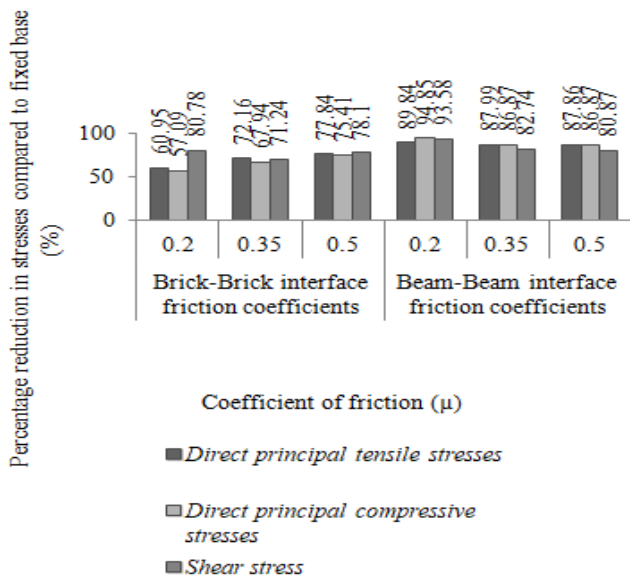 Percentage reduction in stresses compared to fixed base
(%)
60.95
57.09
80.78
72.16
67.94
71.24
77.84
75.41
78.1
89.84
94.85
93.58
87.99
86.87
82.74
87.86
86.87
80.87
100
50
0
0.2 0.35 0.5 0.2 0.35 0.5
Brick-Brick interface
friction coefficients
Beam-Beam interface
friction coefficients
Coefficient of friction (μ)
Direct principal tensile stresses
Direct principal compressive
stresses
Shear stress